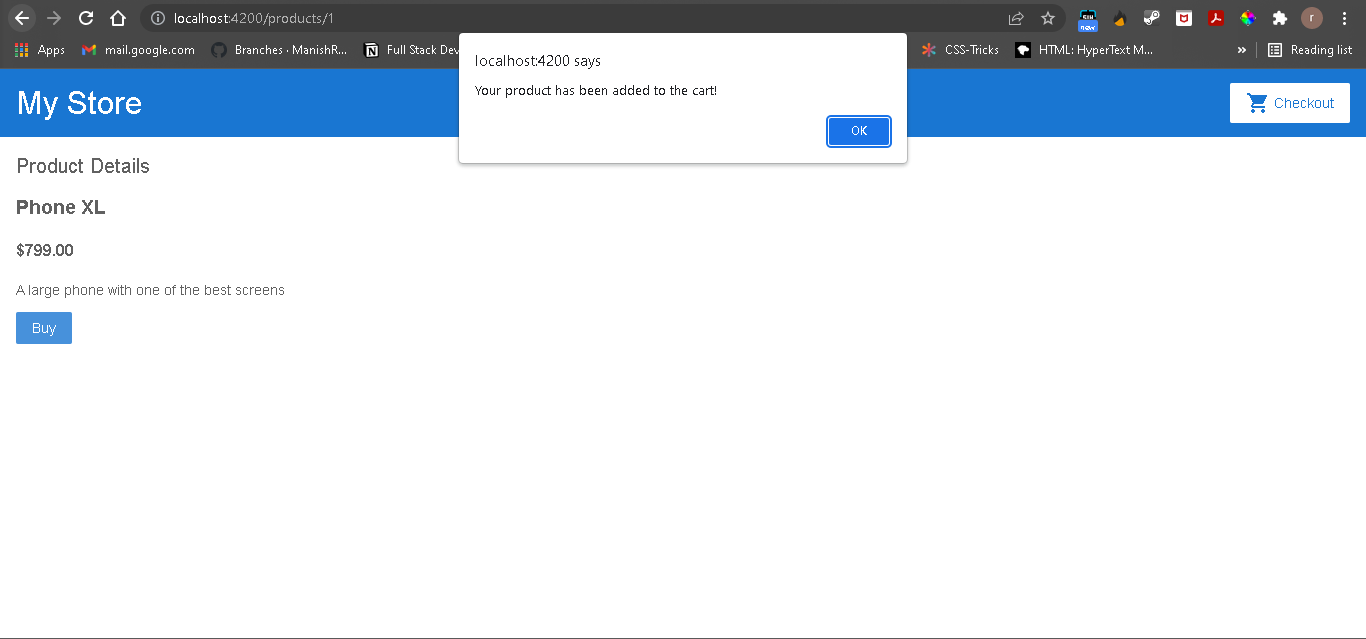 localhost:4200/products/1
Apps mail.google.com Branches · ManishR... Full Stack Dev CSS-Tricks HTML: HyperText M... » Reading list
localhost:4200 says
Your product has been added to the cart!
OK
My Store
Checkout
Product Details
Phone XL
$799.00
A large phone with one of the best screens
Buy